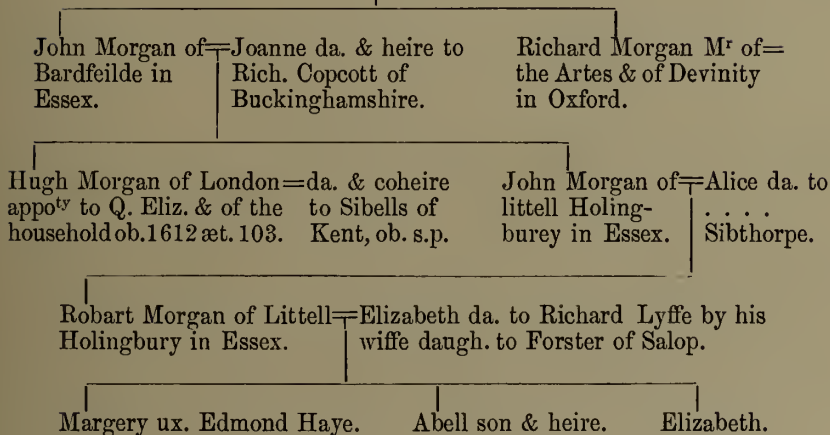 John Morgan of=Joanne da. & heire to
Bardfeilde in Rich. Copcott of
Essex. Buckinghamshire.
Richard Morgan Mr of=
the Artes & of Devinity
in Oxford.
Hugh Morgan of London=da. & coheire
appoty to Q. Eliz. & of the to Sibells of
household ob. 1612 æt. 103. Kent, ob. s.p.
John Morgan of=Alice da. to
littell Holing- . . . .
burey in Essex. Sibthorpe.
Robart Morgan of Littell=Elizabeth da. to Richard Lyffe by his
Holingbury in Essex. wiffe daugh. to Forster of Salop.
Margery ux. Edmond Haye. Abell son & heire. Elizabeth.